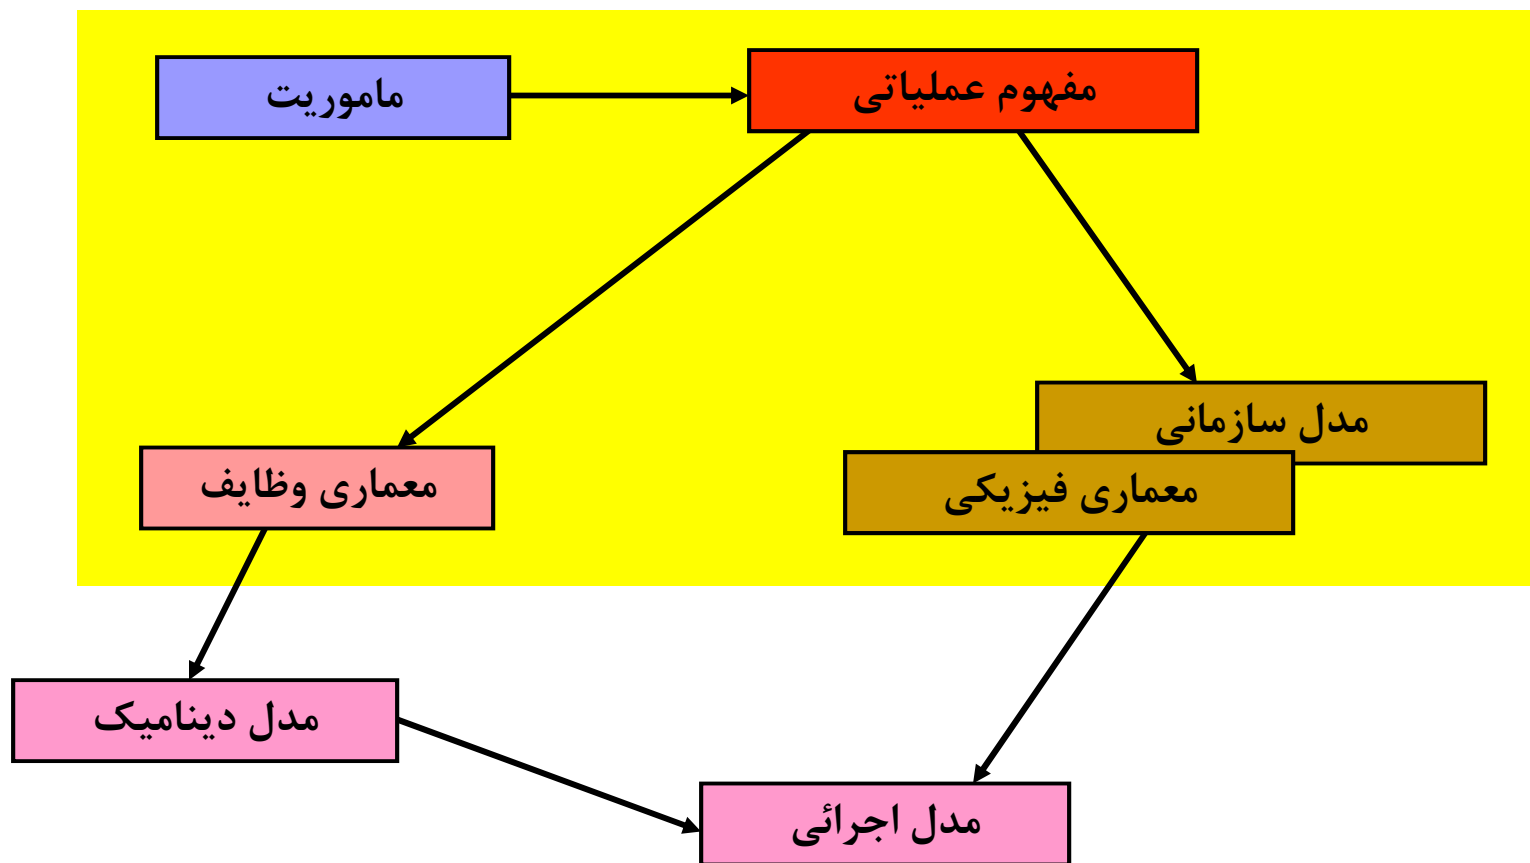 ماموریت
مفهوم عملیاتی
مدل سازمانی
معماری وظایف
معماری فیزیکی
مدل دینامیک
مدل اجرائی